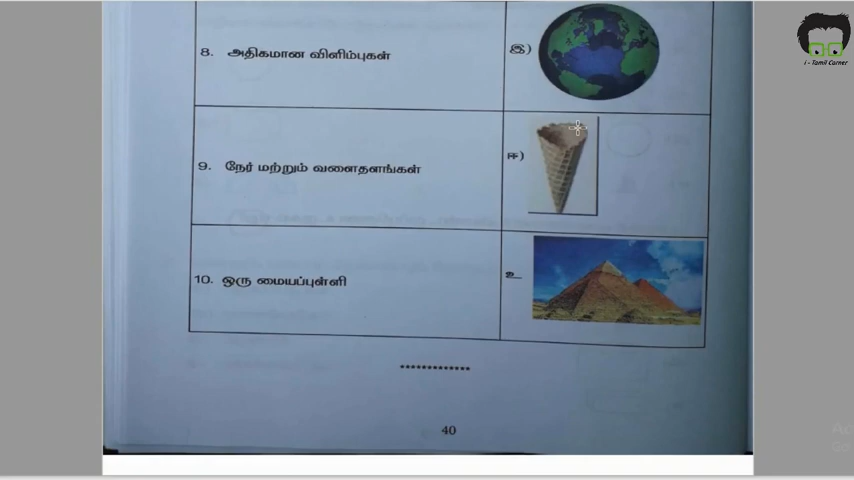 i - Tamil Corner
8. அதிகமான விளிம்புகள்
இ)
9. நேர் மற்றும் வளைதளங்கள்
ஈ)
10. ஒரு மையப்புள்ளி
உ
*************
40